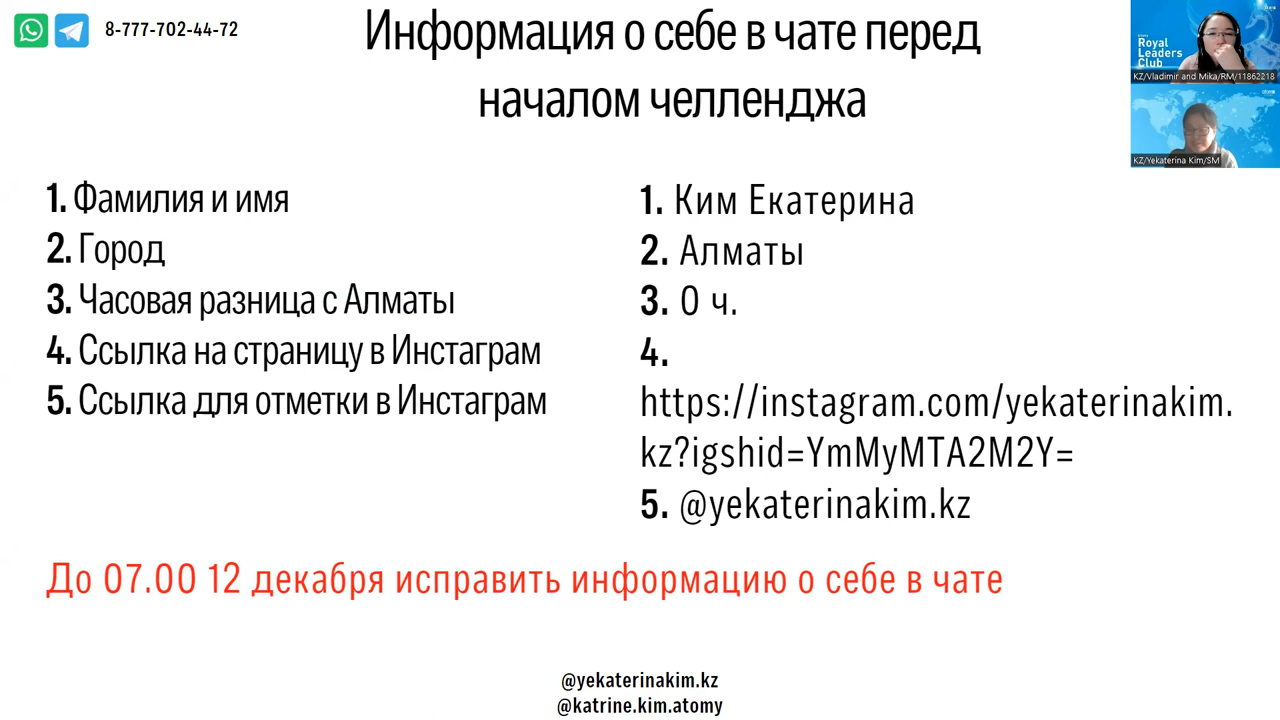 8-777-702-44-72
Информация о себе в чате перед
началом челленджа
Royal
Leaders
Club
KZ/Vladimir and Mika/RM/11862218
KZ/Yekaterina Kim/SM
1. Фамилия и имя
2. Город
3. Часовая разница с Алматы
4. Ссылка на страницу в Инстаграм
5. Ссылка для отметки в Инстаграм
1. Ким Екатерина
2. Алматы
3. 0 ч.
4.
https://instagram.com/yekaterinakim.
kz?igshid=YmMyMTA2M2Y=
5. @yekaterinakim.kz
До 07.00 12 декабря исправить информацию о себе в чате
@yekaterinakim.kz
@katrine.kim.atomy